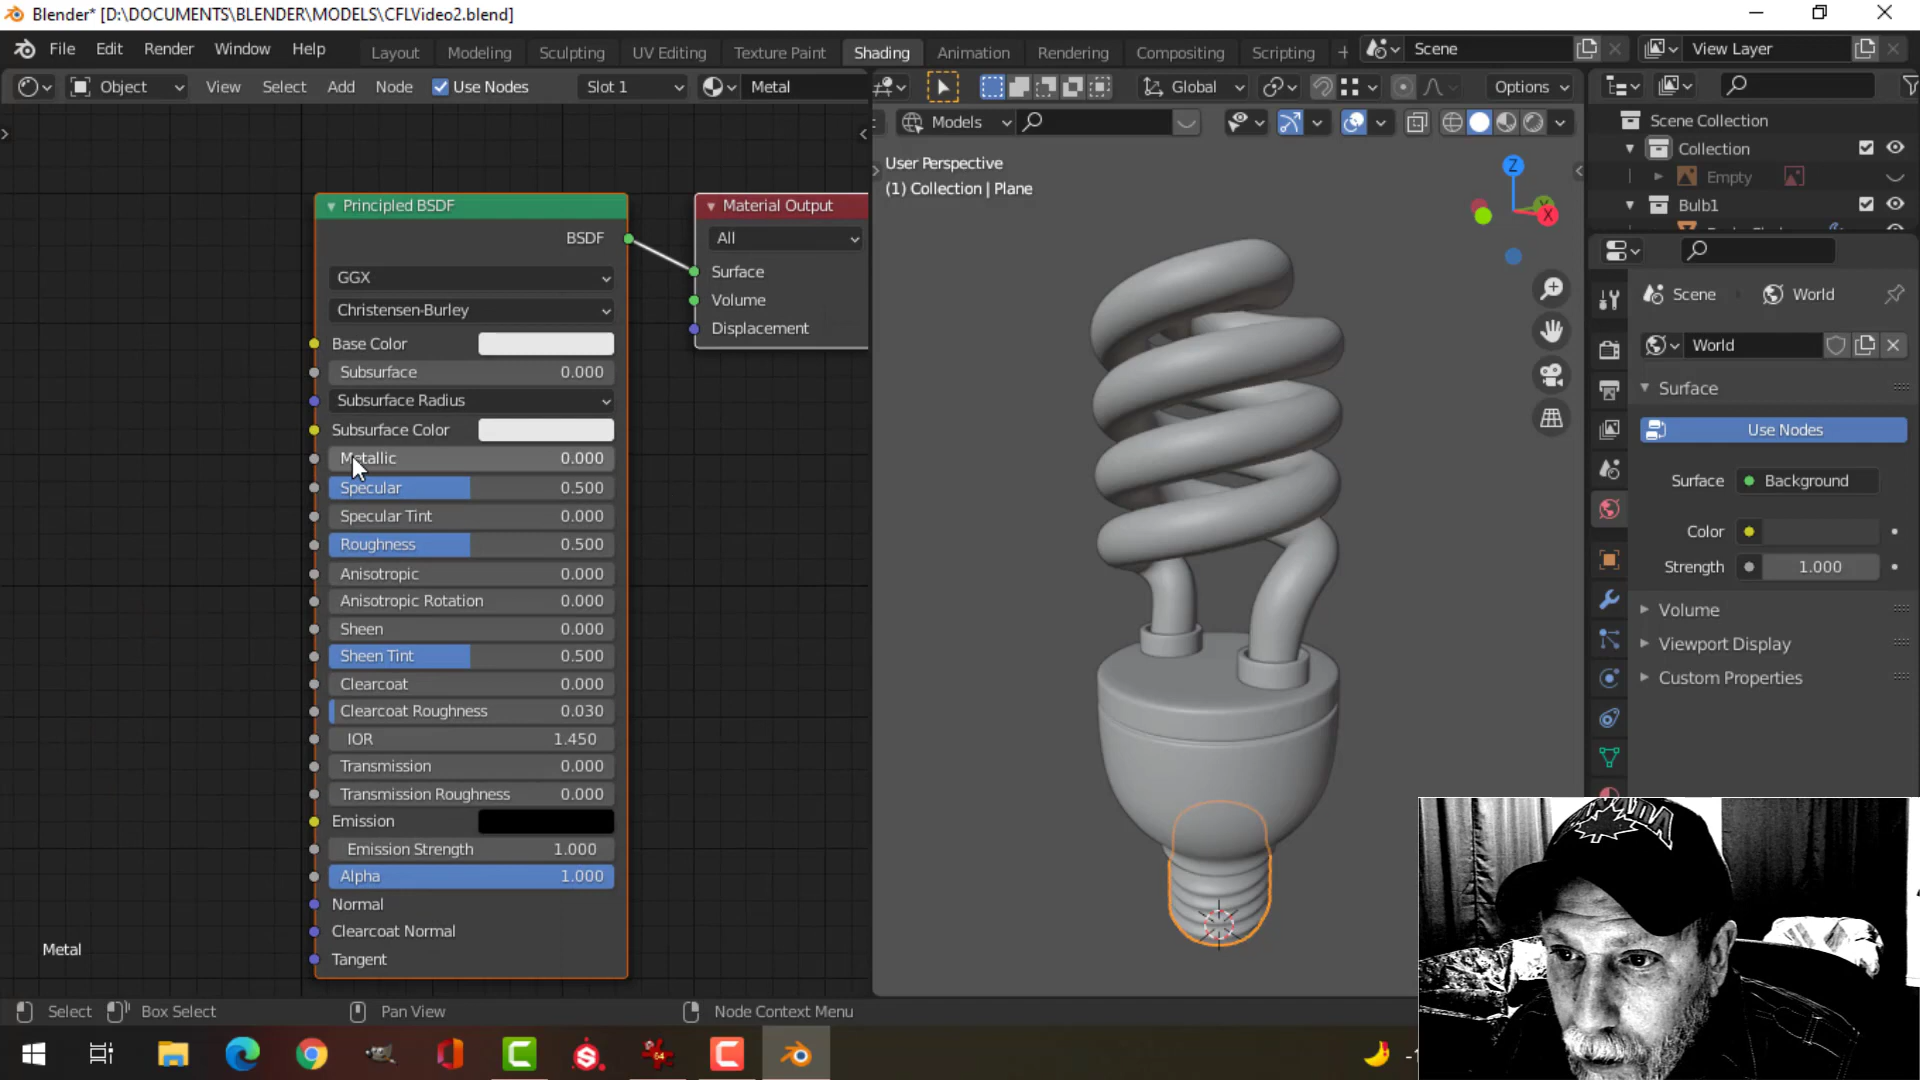 Blender* [D:\DOCUMENTS\BLENDER\MODELS\CFLVideo2.blend]
File Edit Render Window Help Layout Modeling Sculpting UV Editing Texture Paint Shading Animation Rendering Compositing Scripting + Scene View Layer
Object View Select Add Node Use Nodes Slot 1 Metal Global Options
Models
User Perspective
(1) Collection | Plane
Z
X
Scene Collection
Collection
Empty
Bulb1
Principled BSDF
BSDF
GGX
Christensen-Burley
Base Color
Subsurface 0.000
Subsurface Radius
Subsurface Color
Metallic 0.000
Specular 0.500
Specular Tint 0.000
Roughness 0.500
Anisotropic 0.000
Anisotropic Rotation 0.000
Sheen 0.000
Sheen Tint 0.500
Clearcoat 0.000
Clearcoat Roughness 0.030
IOR 1.450
Transmission 0.000
Transmission Roughness 0.000
Emission
Emission Strength 1.000
Alpha 1.000
Normal
Clearcoat Normal
Tangent
Material Output
All
Surface
Volume
Displacement
Scene World
World
Surface
Use Nodes
Surface Background
Color
Strength 1.000
Volume
Viewport Display
Custom Properties
Metal
Select Box Select Pan View Node Context Menu